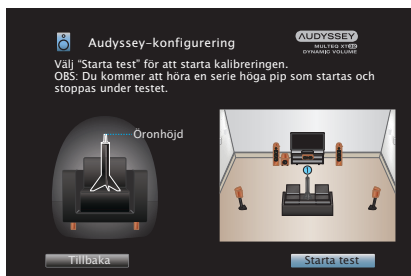 Audyssey-konfigurering
AUDYSSEY
MULTEQ XT32
DYNAMIC VOLUME
Välj "Starta test" för att starta kalibreringen.
OBS: Du kommer att höra en serie höga pip som startas och
stoppas under testet.
Öronhöjd
Tillbaka
Starta test